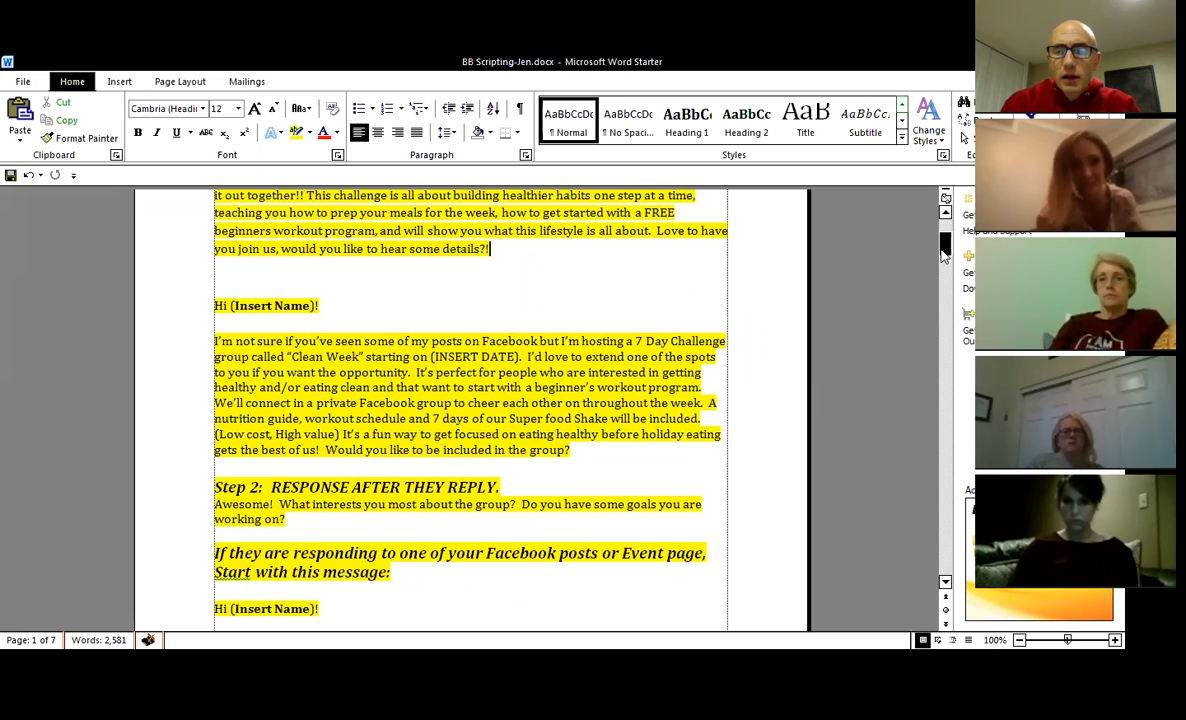 BB Scripting-Jen.docx - Microsoft Word Starter
File Home Insert Page Layout Mailings
Paste
Cut
Copy
Format Painter
Clipboard
Cambria (Headi 12
B I U ABC x₂ x²
Font
Paragraph
AaBbCcDc AaBbCcDc AaBbC AaBbCc AaB AaBbCc
¶ Normal ¶ No Spaci... Heading 1 Heading 2 Title Subtitle
Change
Styles
Styles
it out together!! This challenge is all about building healthier habits one step at a time,
teaching you how to prep your meals for the week, how to get started with a FREE
beginners workout program, and will show you what this lifestyle is all about. Love to have
you join us, would you like to hear some details?!
Hi (Insert Name)!
I'm not sure if you've seen some of my posts on Facebook but I'm hosting a 7 Day Challenge
group called “Clean Week” starting on (INSERT DATE). I'd love to extend one of the spots
to you if you want the opportunity. It's perfect for people who are interested in getting
healthy and/or eating clean and that want to start with a beginner's workout program.
We'll connect in a private Facebook group to cheer each other on throughout the week. A
nutrition guide, workout schedule and 7 days of our Super food Shake will be included.
(Low cost, High value) It's a fun way to get focused on eating healthy before holiday eating
gets the best of us! Would you like to be included in the group?
Step 2: RESPONSE AFTER THEY REPLY.
Awesome! What interests you most about the group? Do you have some goals you are
working on?
If they are responding to one of your Facebook posts or Event page,
Start with this message:
Hi (Insert Name)!
Page: 1 of 7 Words: 2,581
100%
I AM